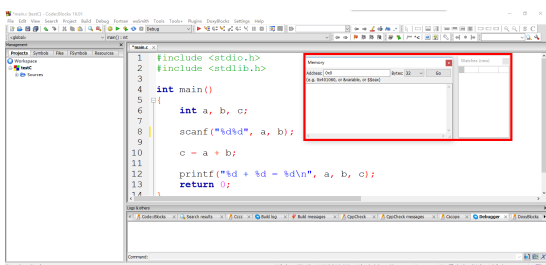 *main.c [testC] - Code::Blocks 16.01
File Edit View Search Project Build Debug Fortran wxSmith Tools Tools+ Plugins DoxyBlocks Settings Help
<global>
main() : int
Management
Projects Symbols Files FSymbols Resources
Workspace
testC
Sources
*main.c
1 #include <stdio.h>
2 #include <stdlib.h>
3
4 int main()
5 {
6 int a, b, c;
7
8 scanf("%d%d", a, b);
9
10 c = a + b;
11
12 printf("%d + %d = %d\n", a, b, c);
13 return 0;
14 }
Memory
Address: 0x0 Bytes: 32 Go
(e.g. 0x401060, or &variable, or $eax)
Watches (new)
Logs & others
Code::Blocks Search results Cccc Build log Build messages CppCheck CppCheck messages Cscope Debugger DoxyBlocks
Command: